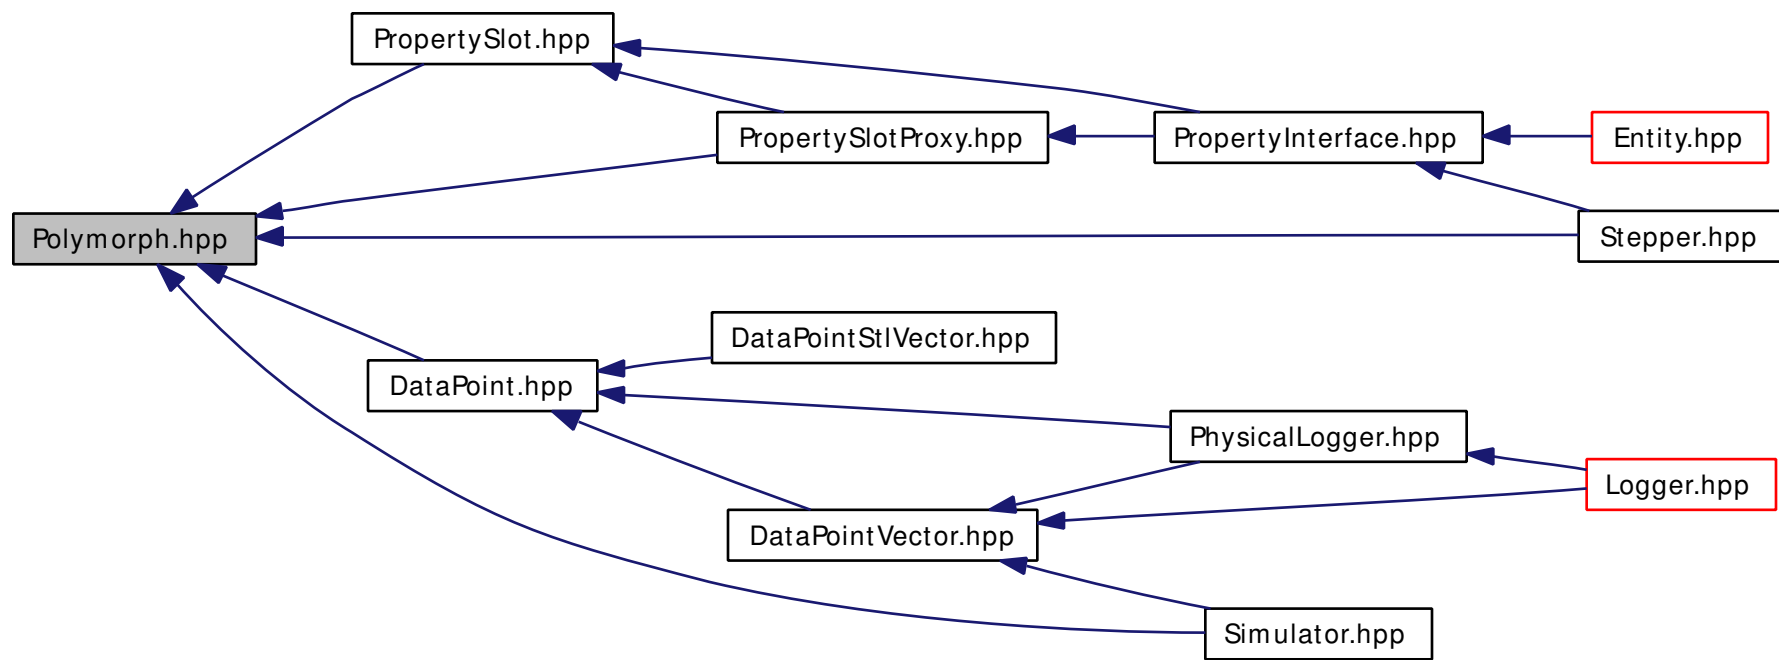 PropertySlot.hpp
PropertySlotProxy.hpp
PropertyInterface.hpp
Entity.hpp
Polymorph.hpp
Stepper.hpp
DataPointStlVector.hpp
DataPoint.hpp
PhysicalLogger.hpp
Logger.hpp
DataPointVector.hpp
Simulator.hpp